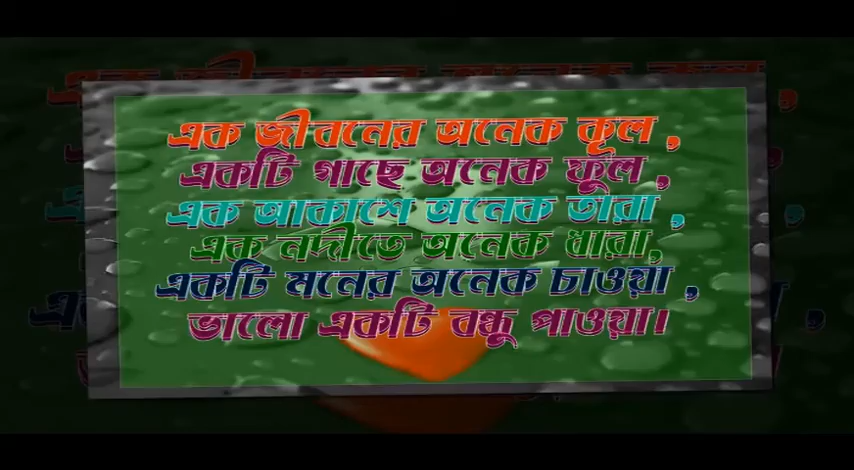 এক জীবনের অনেক কূল ,
একটি গাছে অনেক ফুল ,
এক আকাশে অনেক তারা ,
এক নদীতে অনেক ধারা,
একটি মনের অনেক চাওয়া ,
ভালো একটি বন্ধু পাওয়া।